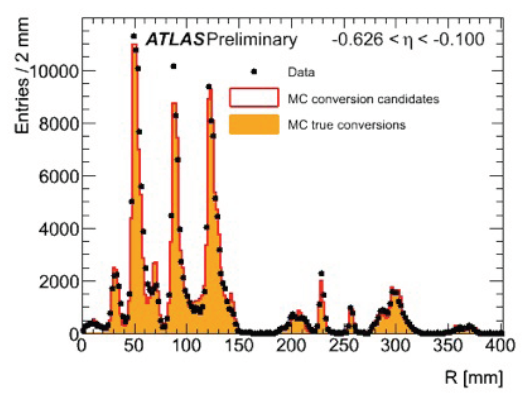 ATLAS Preliminary
-0.626 < η < -0.100
Data
MC conversion candidates
MC true conversions
Entries / 2 mm
10000
8000
6000
4000
2000
0
0 50 100 150 200 250 300 350 400
R [mm]